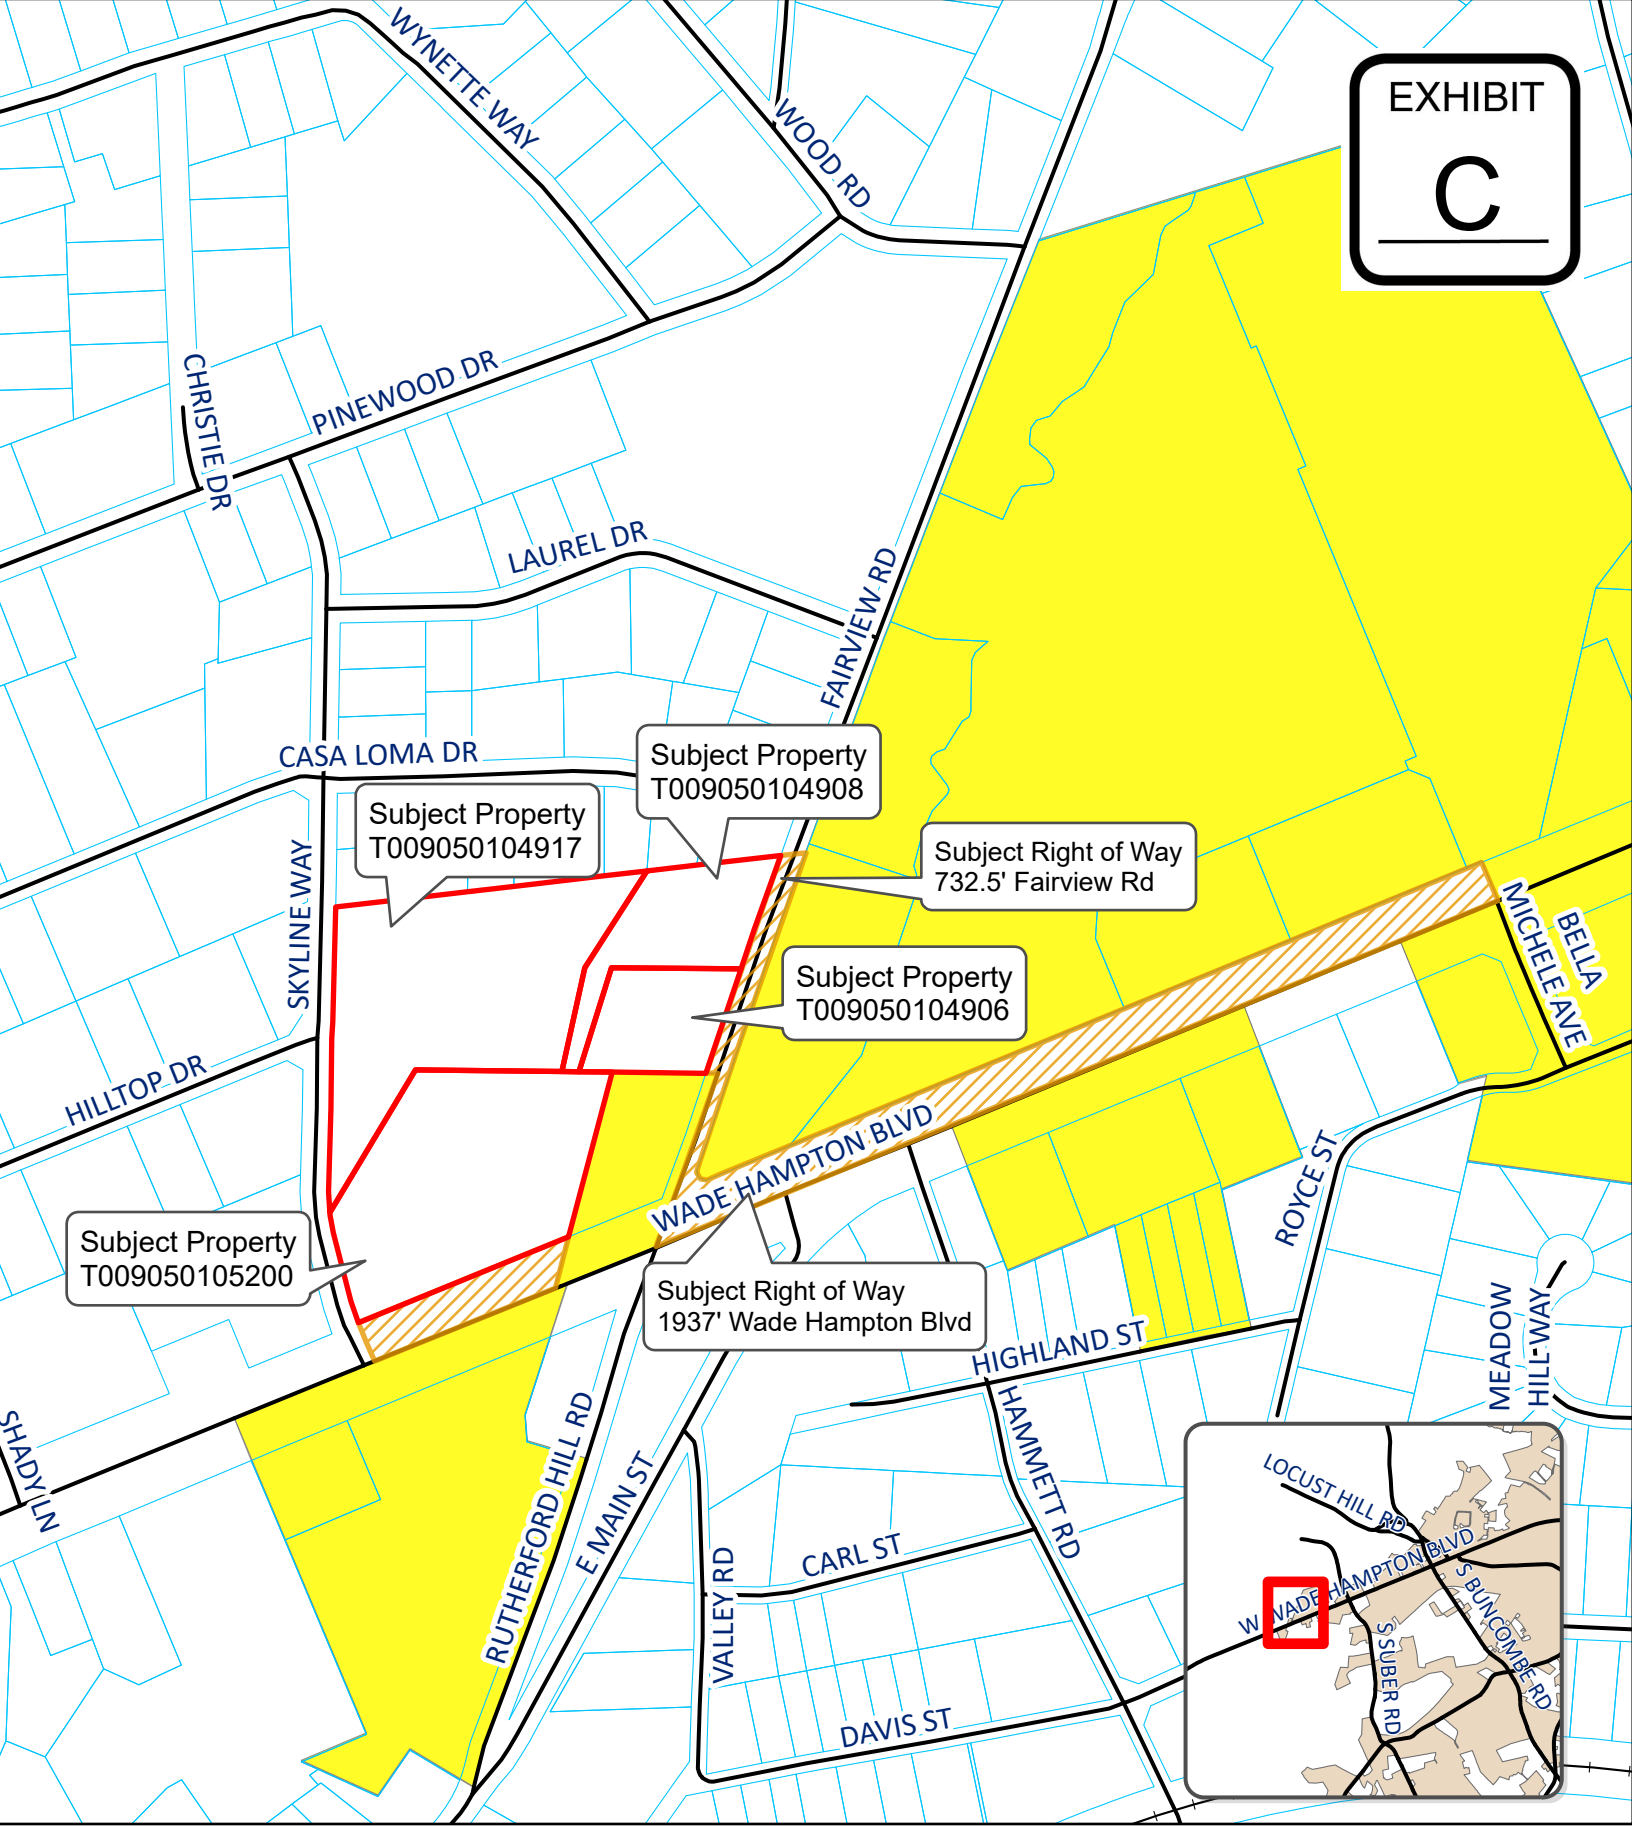 WYNETTE WAY
WOOD RD
EXHIBIT
C
CHRISTIE DR
PINEWOOD DR
LAUREL DR
FAIRVIEW RD
CASA LOMA DR
Subject Property
T009050104908
Subject Property
T009050104917
Subject Right of Way
732.5' Fairview Rd
SKYLINE WAY
BELLA
MICHELE AVE
Subject Property
T009050104906
HILLTOP DR
WADE HAMPTON BLVD
ROYCE ST
Subject Property
T009050105200
Subject Right of Way
1937' Wade Hampton Blvd
HIGHLAND ST
MEADOW
HILL WAY
SHADY LN
RUTHERFORD HILL RD
E MAIN ST
HAMMETT RD
CARL ST
VALLEY RD
DAVIS ST
LOCUST HILL RD
W WADE HAMPTON BLVD
S BUNCOMBE RD
S SUBER RD